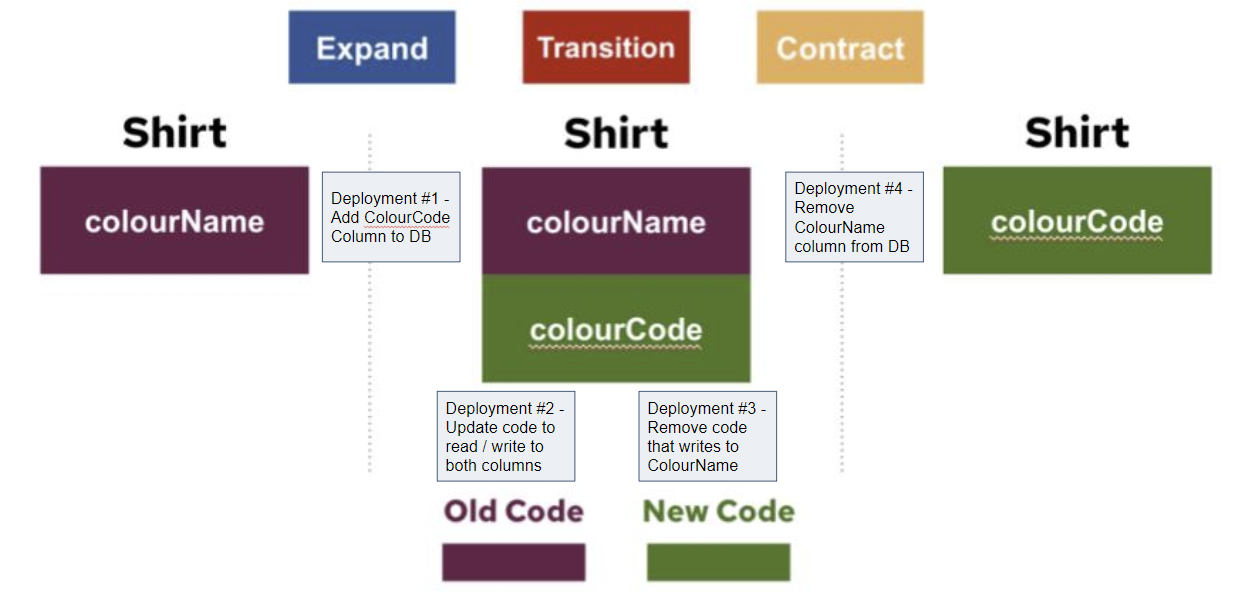 Expand
Transition
Contract
Shirt
Shirt
Shirt
colourName
Deployment #1 -
Add ColourCode
Column to DB
colourName
Deployment #4 -
Remove
ColourName
column from DB
colourCode
colourCode
Deployment #2 -
Update code to
read / write to
both columns
Deployment #3 -
Remove code
that writes to
ColourName
Old Code
New Code